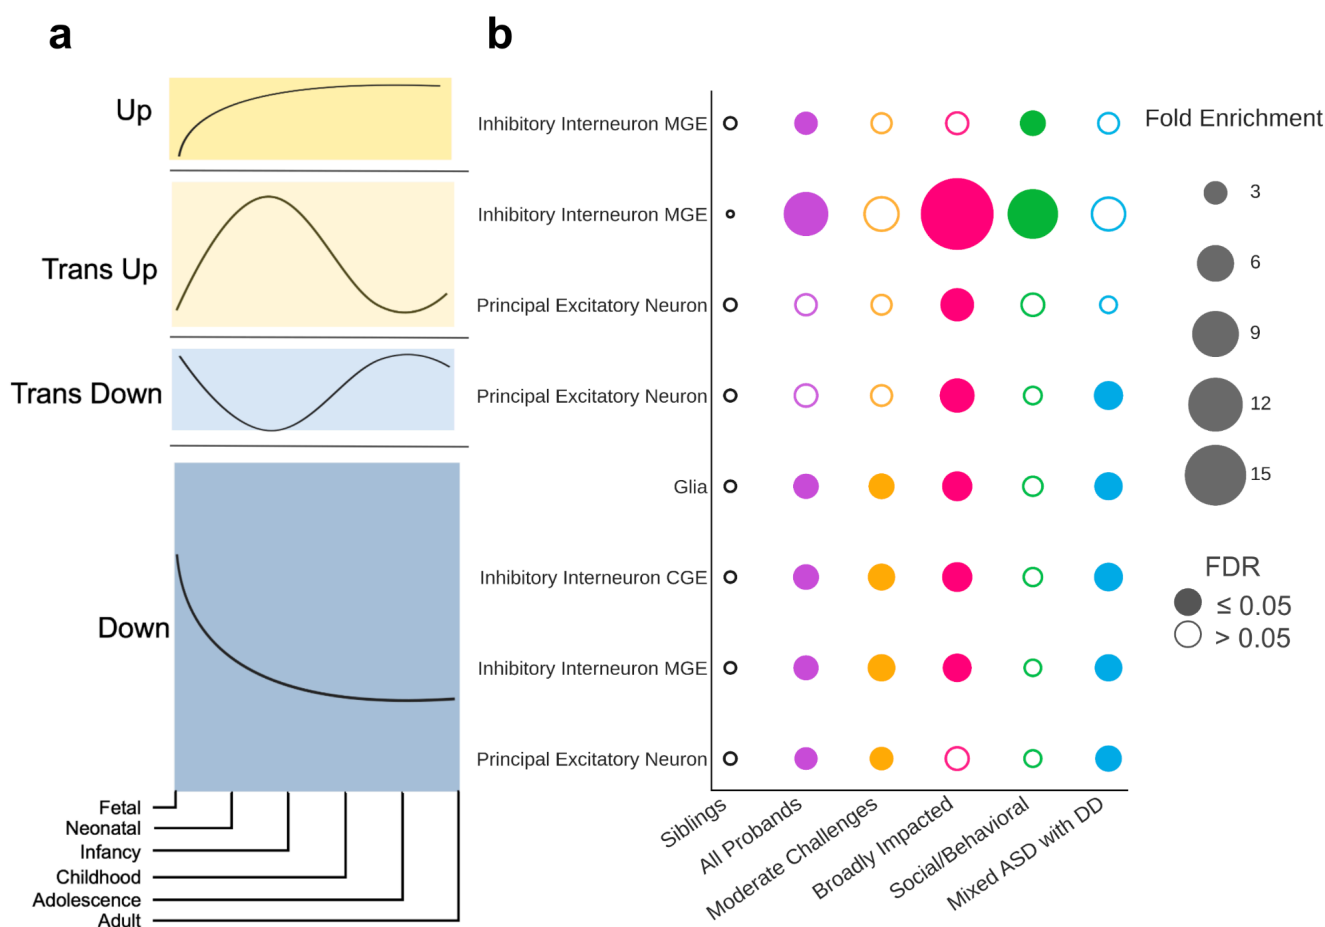 a
Up
Trans Up
Trans Down
Down
Fetal
Neonatal
Infancy
Childhood
Adolescence
Adult
b
Inhibitory Interneuron MGE
Inhibitory Interneuron MGE
Principal Excitatory Neuron
Principal Excitatory Neuron
Glia
Inhibitory Interneuron CGE
Inhibitory Interneuron MGE
Principal Excitatory Neuron
Siblings
All Probands
Moderate Challenges
Broadly Impacted
Social/Behavioral
Mixed ASD with DD
Fold Enrichment
3
6
9
12
15
FDR
≤ 0.05
> 0.05